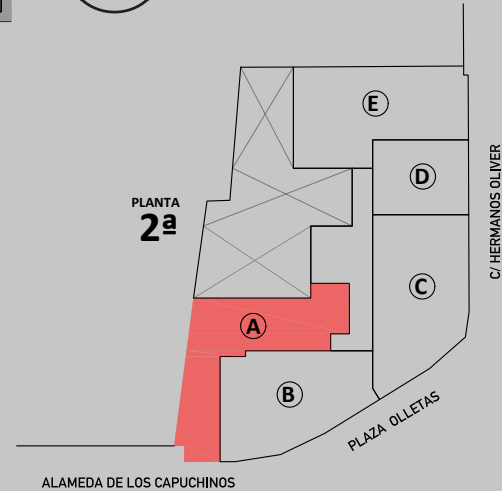 E
D
C/ HERMANOS OLIVER
PLANTA
2ª
C
A
B
PLAZA OLLETAS
ALAMEDA DE LOS CAPUCHINOS